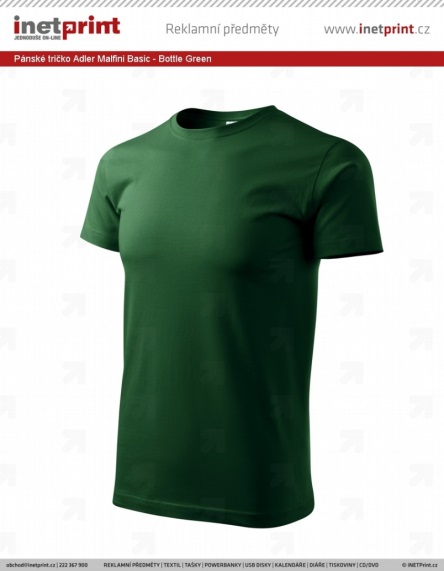 inetprint
JEDNODUŠE ON-LINE
Reklamní předměty
www.inetprint.cz
Pánské tričko Adler Malfini Basic - Bottle Green
obchod@inetprint.cz | 222 367 900
REKLAMNÍ PŘEDMĚTY | TEXTIL | TAŠKY | POWERBANKY | USB DISKY | KALENDÁŘE | DIÁŘE | TISKOVINY | CD/DVD
© INETPrint.cz